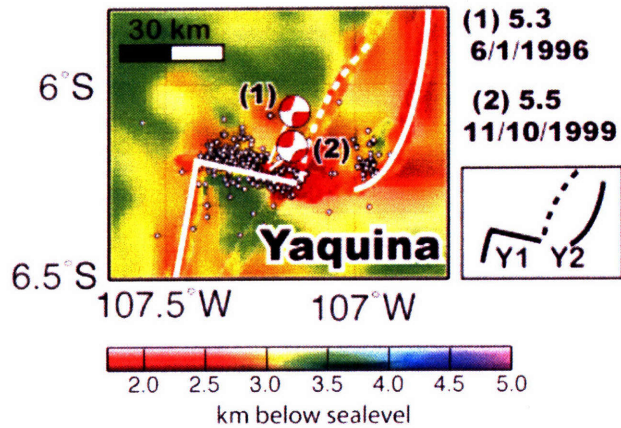 30 km
6°S
(1)
(2)
Yaquina
6.5°S
107.5°W 107°W
(1) 5.3
6/1/1996
(2) 5.5
11/10/1999
Y1 Y2
2.0 2.5 3.0 3.5 4.0 4.5 5.0
km below sealevel